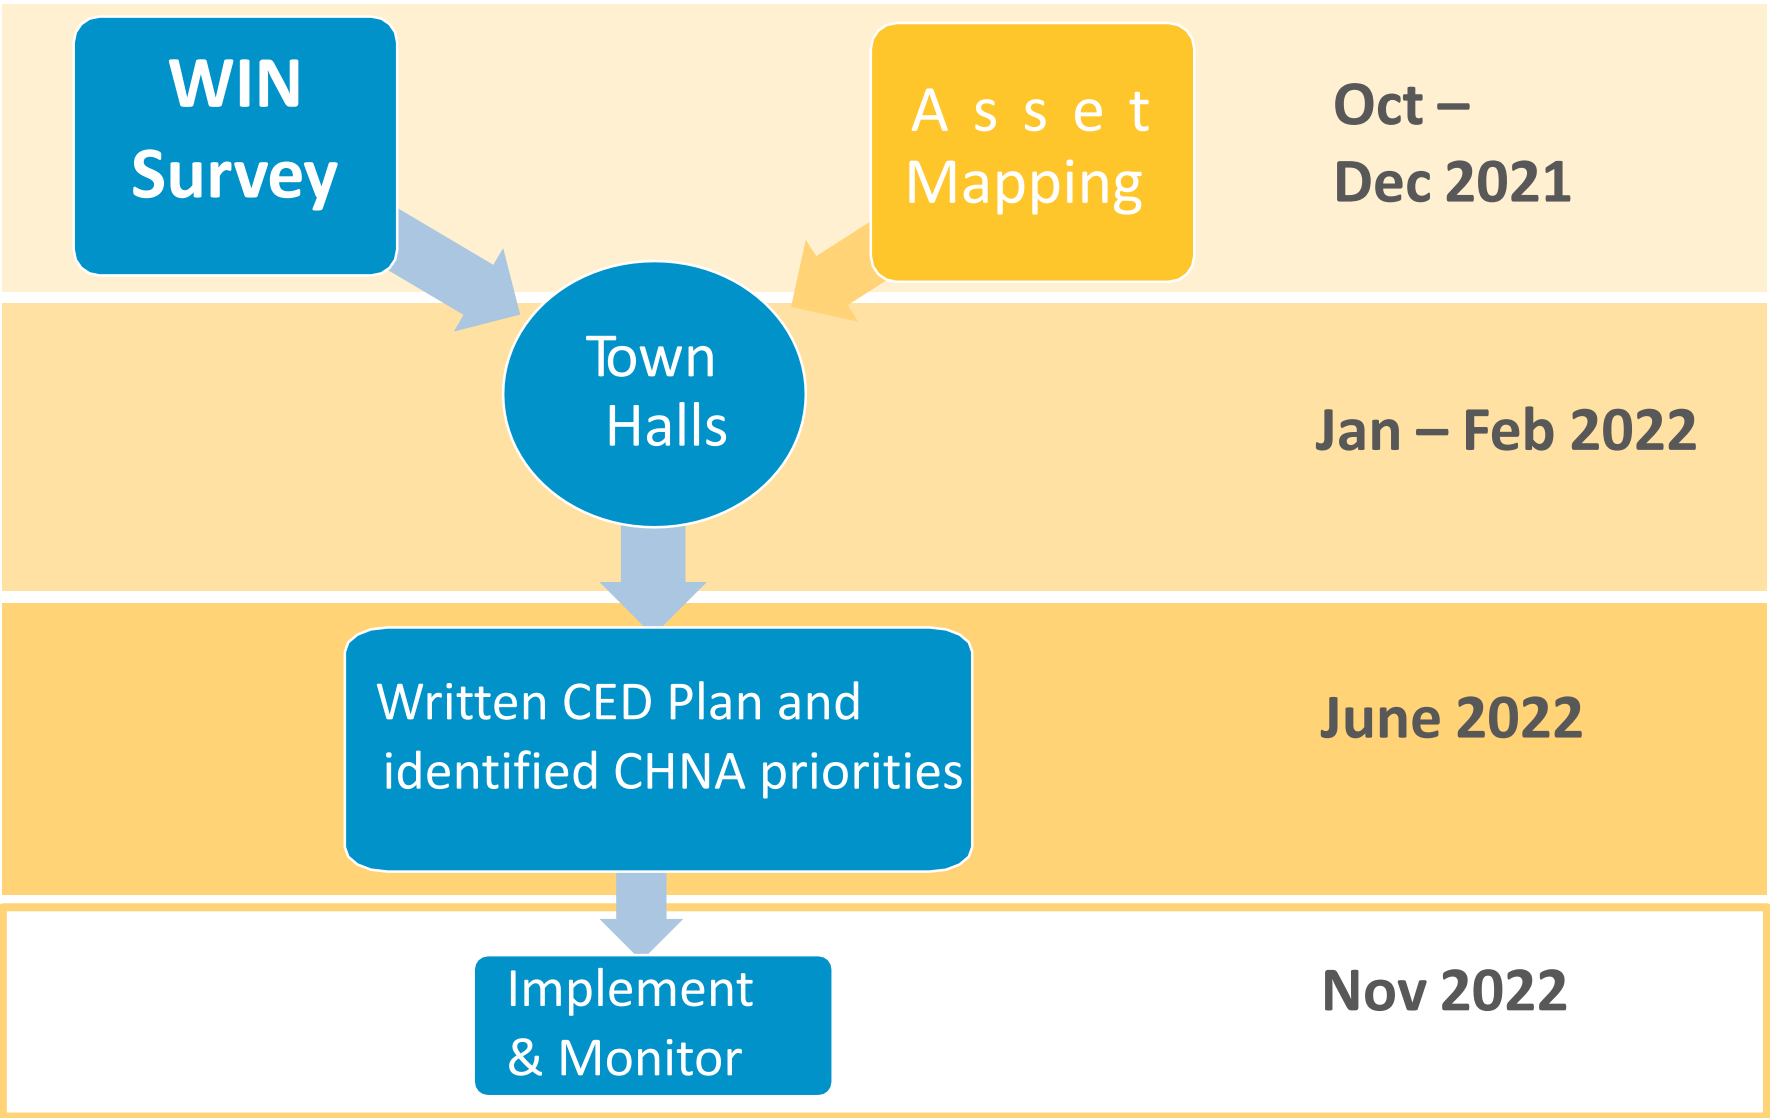 WIN
Survey
Asset
Mapping
Oct –
Dec 2021
Town
Halls
Jan – Feb 2022
Written CED Plan and
identified CHNA priorities
June 2022
Implement
& Monitor
Nov 2022